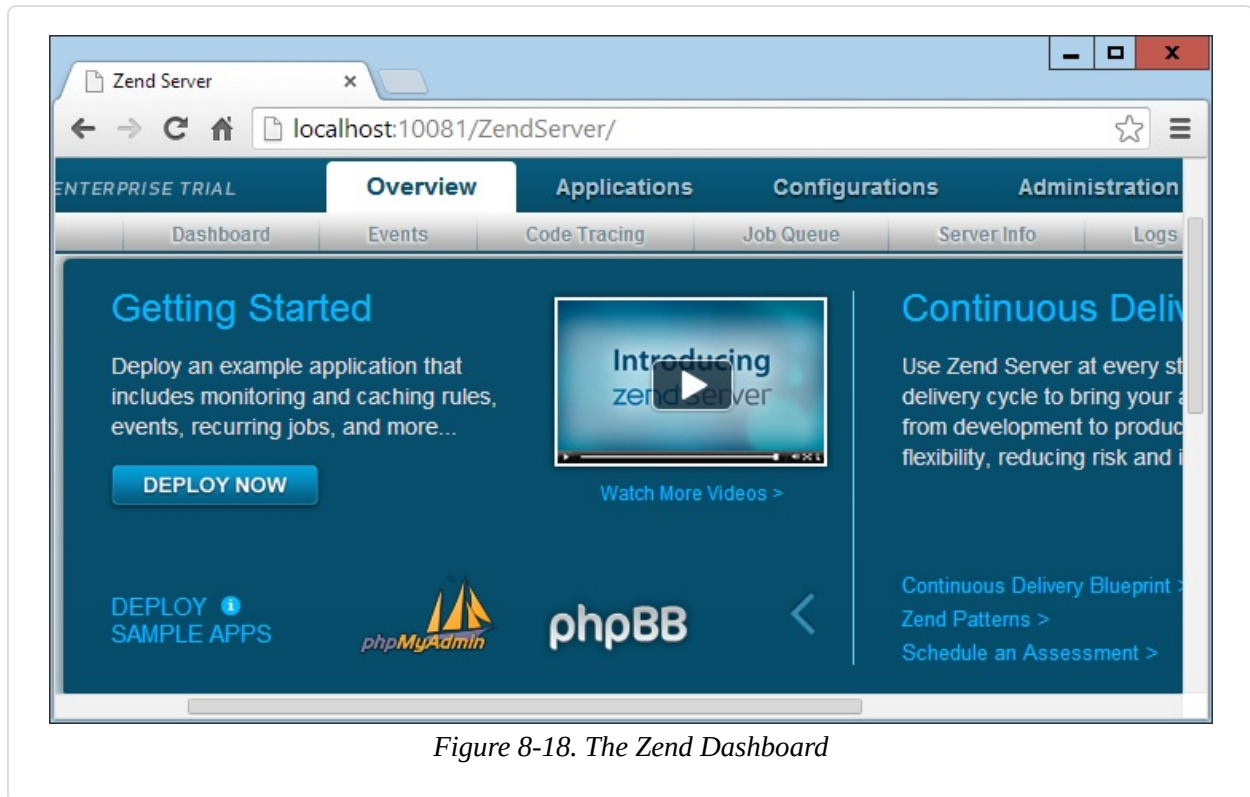 Zend Server
localhost:10081/ZendServer/
ENTERPRISE TRIAL Overview Applications Configurations Administration
Dashboard Events Code Tracing Job Queue Server Info Logs
Getting Started
Deploy an example application that
includes monitoring and caching rules,
events, recurring jobs, and more...
DEPLOY NOW
Introducing
zend server
Watch More Videos >
DEPLOY
SAMPLE APPS
phpMyAdmin
phpBB
Continuous Deliv
Use Zend Server at every st
delivery cycle to bring your a
from development to produc
flexibility, reducing risk and i
Continuous Delivery Blueprint >
Zend Patterns >
Schedule an Assessment >
Figure 8-18. The Zend Dashboard